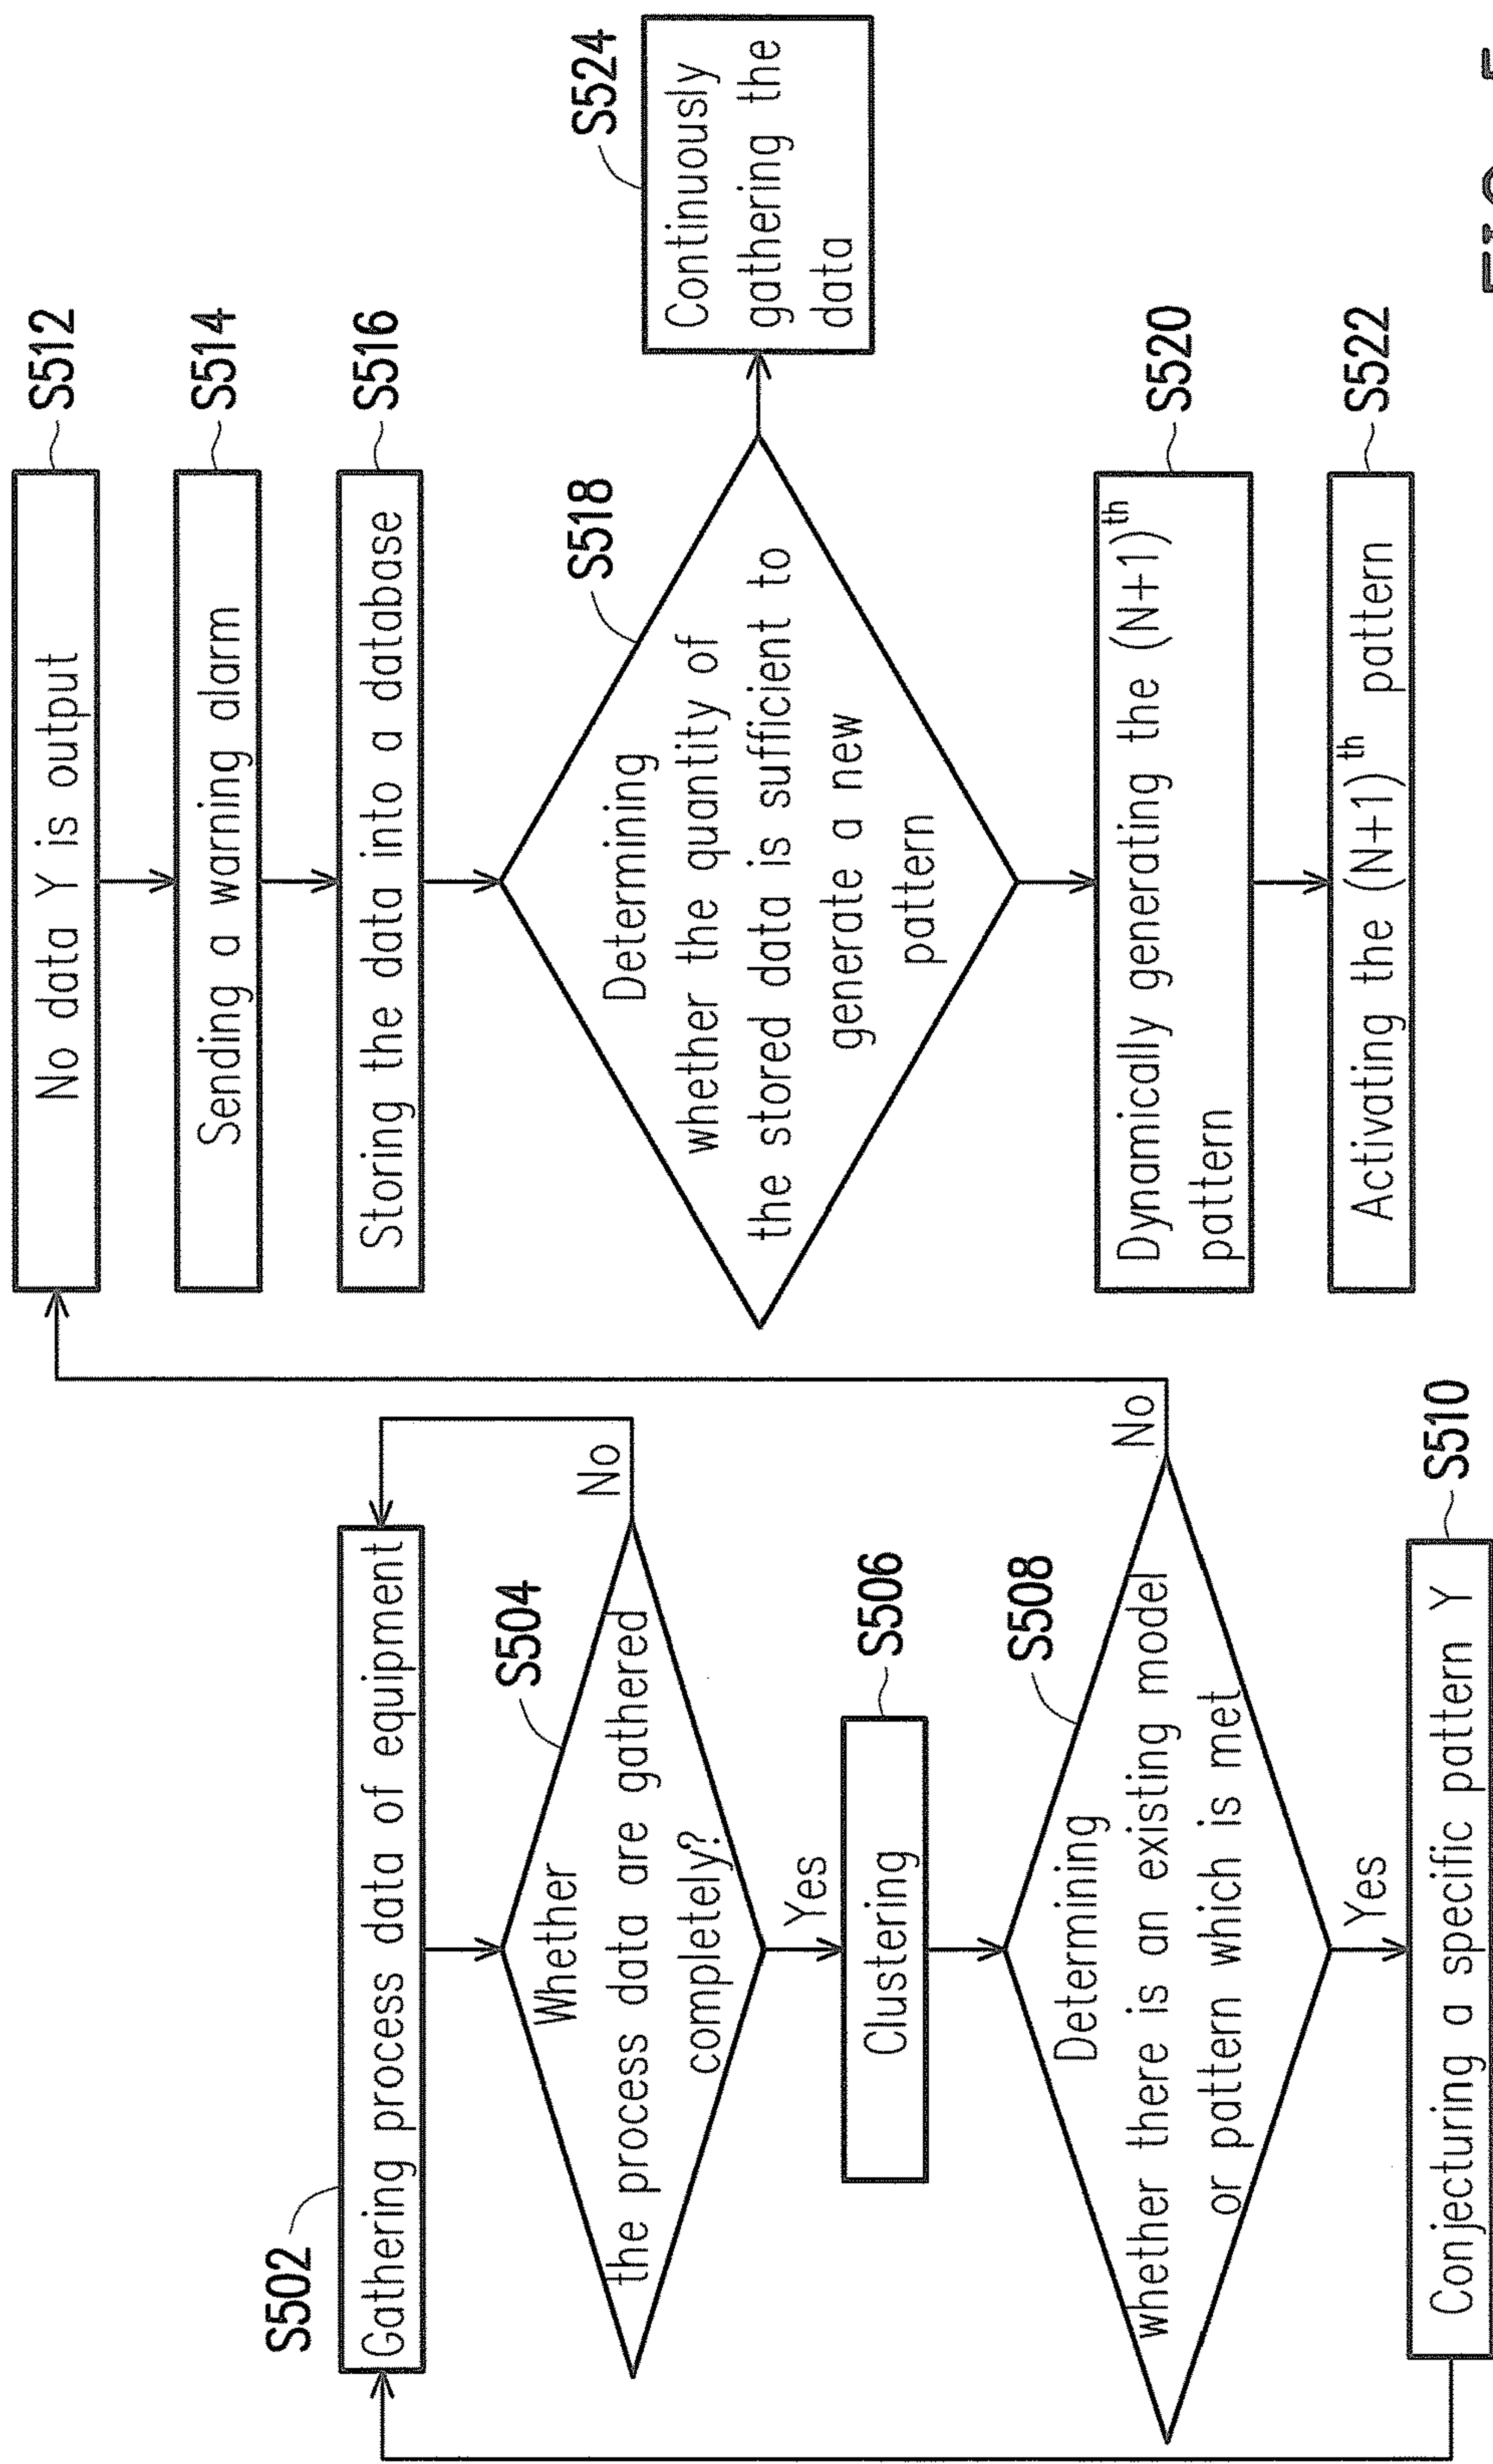 S502
Gathering process data of equipment
S504
Whether
the process data are gathered
completely?
No
Yes
S506
Clustering
S508
Determining
whether there is an existing model
or pattern which is met
No
Yes
S510
Conjecturing a specific pattern Y
S512
No data Y is output
S514
Sending a warning alarm
S516
Storing the data into a database
S518
Determining
whether the quantity of
the stored data is sufficient to
generate a new
pattern
S524
Continuously
gathering the
data
S520
Dynamically generating the (N+1)th
pattern
S522
Activating the (N+1)th pattern